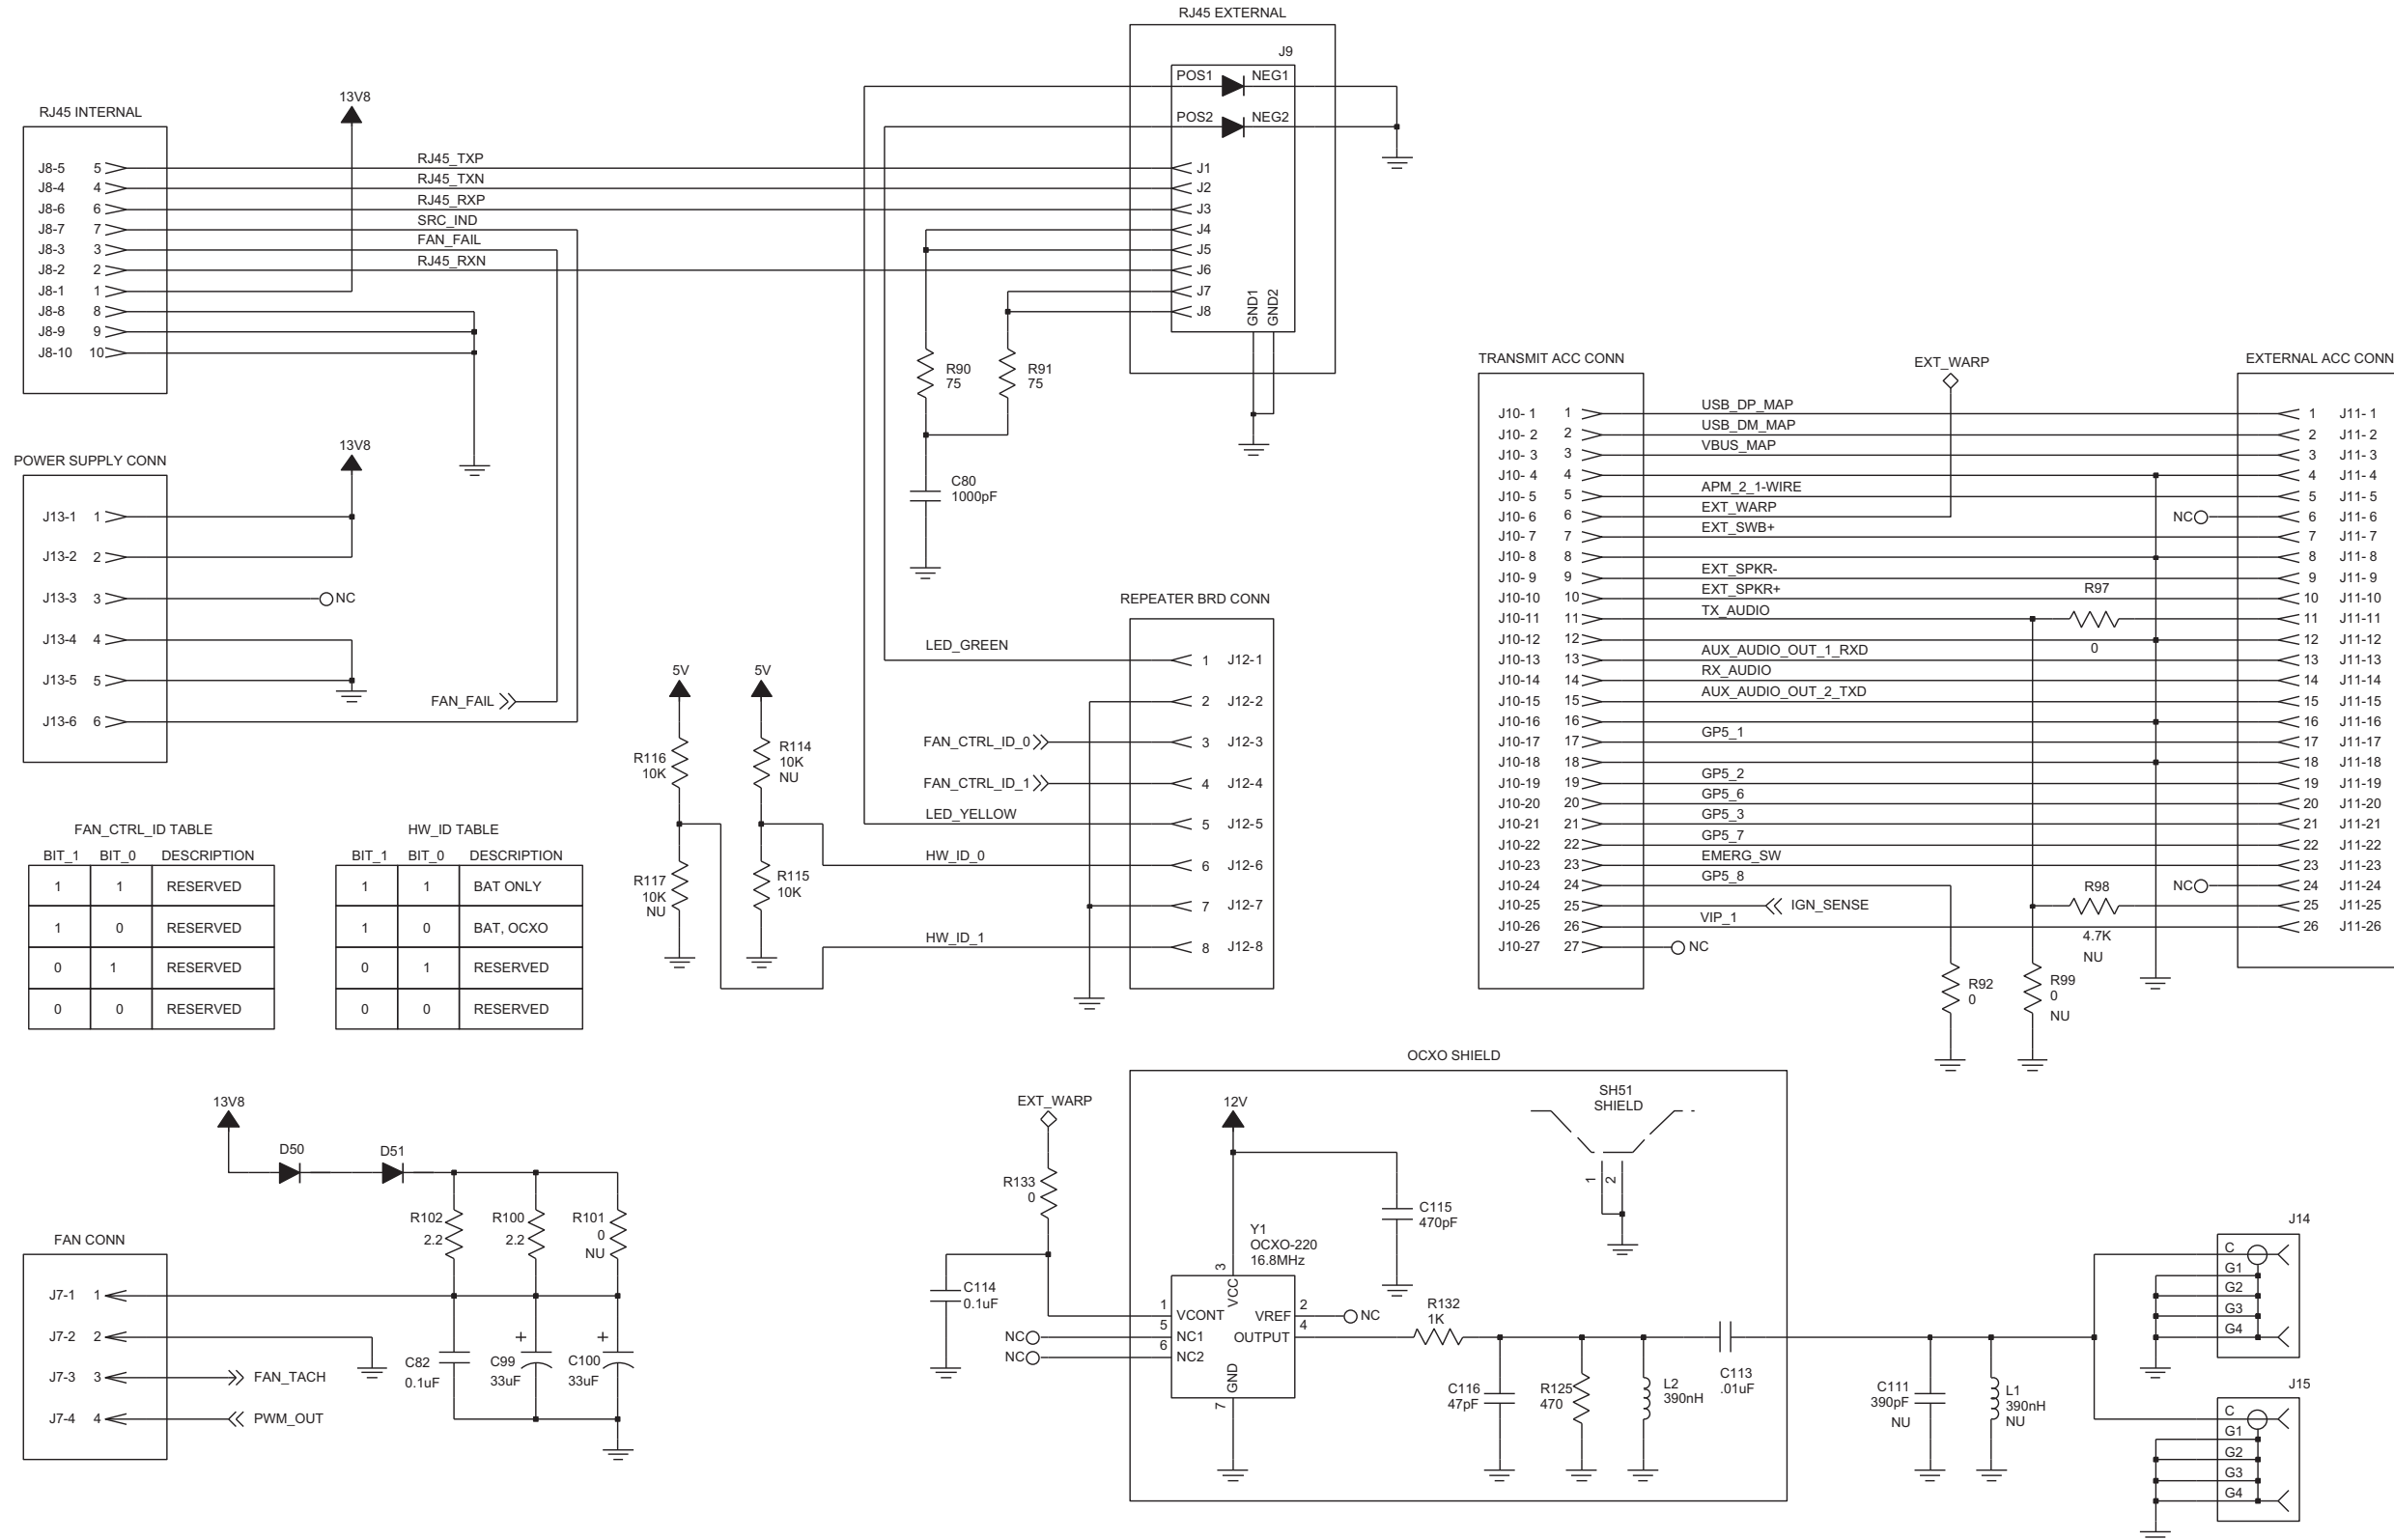 RJ45 EXTERNAL
J9
POS1 NEG1
POS2 NEG2
J1
J2
J3
J4
J5
J6
J7
J8
GND1
GND2
RJ45 INTERNAL
13V8
J8-5 5 RJ45_TXP
J8-4 4 RJ45_TXN
J8-6 6 RJ45_RXP
J8-7 7 SRC_IND
J8-3 3 FAN_FAIL
J8-2 2 RJ45_RXN
J8-1 1
J8-8 8
J8-9 9
J8-10 10
R90
75
R91
75
C80
1000pF
POWER SUPPLY CONN
13V8
J13-1 1
J13-2 2
J13-3 3 NC
J13-4 4
J13-5 5
J13-6 6
FAN_FAIL
TRANSMIT ACC CONN
EXT_WARP
EXTERNAL ACC CONN
J10- 1 1 USB_DP_MAP 1 J11- 1
J10- 2 2 USB_DM_MAP 2 J11- 2
J10- 3 3 VBUS_MAP 3 J11- 3
J10- 4 4 4 J11- 4
J10- 5 5 APM_2_1-WIRE 5 J11- 5
J10- 6 6 EXT_WARP NC 6 J11- 6
J10- 7 7 EXT_SWB+ 7 J11- 7
J10- 8 8 8 J11- 8
J10- 9 9 EXT_SPKR- 9 J11- 9
J10-10 10 EXT_SPKR+ 10 J11-10
R97
J10-11 11 TX_AUDIO 11 J11-11
0
J10-12 12 12 J11-12
J10-13 13 AUX_AUDIO_OUT_1_RXD 13 J11-13
J10-14 14 RX_AUDIO 14 J11-14
J10-15 15 AUX_AUDIO_OUT_2_TXD 15 J11-15
J10-16 16 16 J11-16
J10-17 17 GP5_1 17 J11-17
J10-18 18 18 J11-18
J10-19 19 GP5_2 19 J11-19
J10-20 20 GP5_6 20 J11-20
J10-21 21 GP5_3 21 J11-21
J10-22 22 GP5_7 22 J11-22
J10-23 23 EMERG_SW 23 J11-23
J10-24 24 GP5_8 NC 24 J11-24
R98
J10-25 25 IGN_SENSE 25 J11-25
J10-26 26 VIP_1 26 J11-26
4.7K
NU
J10-27 27 NC
R92
0
R99
0
NU
REPEATER BRD CONN
LED_GREEN 1 J12-1
2 J12-2
FAN_CTRL_ID_0 3 J12-3
FAN_CTRL_ID_1 4 J12-4
LED_YELLOW 5 J12-5
HW_ID_0 6 J12-6
7 J12-7
HW_ID_1 8 J12-8
5V
5V
R116
10K
R114
10K
NU
R117
10K
NU
R115
10K
FAN_CTRL_ID TABLE
BIT_1 BIT_0 DESCRIPTION
1 1 RESERVED
1 0 RESERVED
0 1 RESERVED
0 0 RESERVED
HW_ID TABLE
BIT_1 BIT_0 DESCRIPTION
1 1 BAT ONLY
1 0 BAT, OCXO
0 1 RESERVED
0 0 RESERVED
13V8
D50
D51
R102
2.2
R100
2.2
R101
0
NU
FAN CONN
J7-1 1
J7-2 2
J7-3 3 FAN_TACH
J7-4 4 PWM_OUT
C82
0.1uF
+
C99
33uF
+
C100
33uF
OCXO SHIELD
EXT_WARP
R133
0
C114
0.1uF
12V
C115
470pF
SH51
SHIELD
1
2
Y1
OCXO-220
16.8MHz
3
VCC
1 VCONT
5 NC1
6 NC2
NC
NC
VREF 2 NC
OUTPUT 4
GND
7
R132
1K
C116
47pF
R125
470
L2
390nH
C113
.01uF
C111
390pF
NU
L1
390nH
NU
J14
C
G1
G2
G3
G4
J15
C
G1
G2
G3
G4